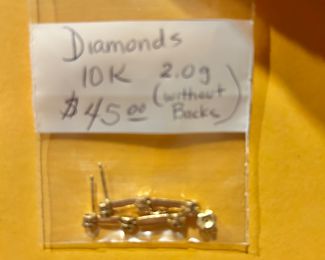 Diamonds
10K 2.0g
$45.00 (without
Backs)